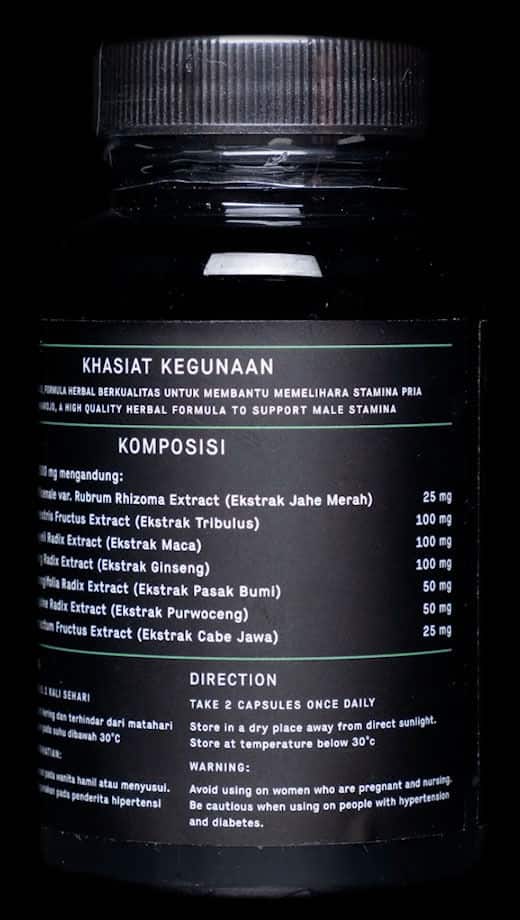 KHASIAT KEGUNAAN
FORMULA HERBAL BERKUALITAS UNTUK MEMBANTU MEMELIHARA STAMINA PRIA
A HIGH QUALITY HERBAL FORMULA TO SUPPORT MALE STAMINA
KOMPOSISI
mg mengandung:
var. Rubrum Rhizoma Extract (Ekstrak Jahe Merah) 25 mg
Fructus Extract (Ekstrak Tribulus) 100 mg
Radix Extract (Ekstrak Maca) 100 mg
Radix Extract (Ekstrak Ginseng) 100 mg
Radix Extract (Ekstrak Pasak Bumi) 50 mg
Radix Extract (Ekstrak Purwoceng) 50 mg
Fructus Extract (Ekstrak Cabe Jawa) 25 mg
KALI SEHARI
dan terhindar dari matahari
pada suhu dibawah 30°C
pada wanita hamil atau menyusui.
pada penderita hipertensi
DIRECTION
TAKE 2 CAPSULES ONCE DAILY
Store in a dry place away from direct sunlight.
Store at temperature below 30°c
WARNING:
Avoid using on women who are pregnant and nursing.
Be cautious when using on people with hypertension
and diabetes.